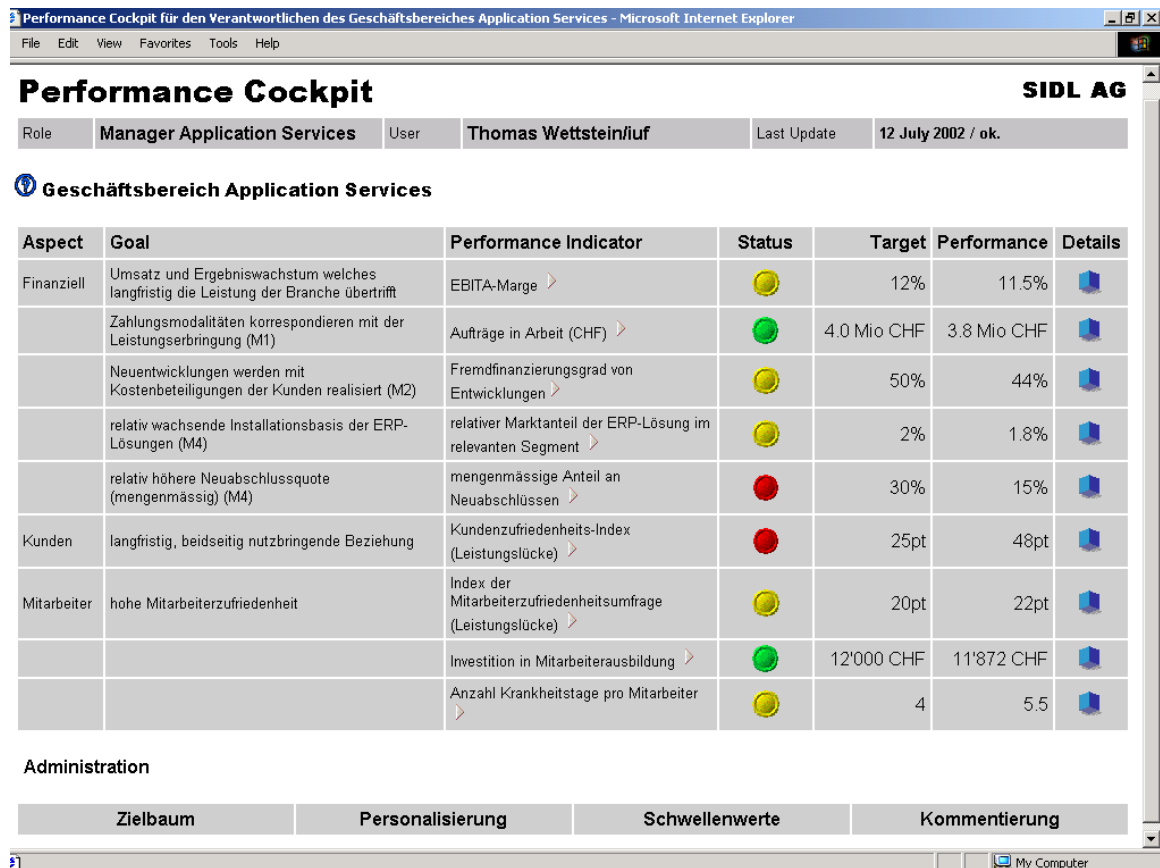 Performance Cockpit für den Verantwortlichen des Geschäftsbereiches Application Services - Microsoft Internet Explorer
File Edit View Favorites Tools Help
Performance Cockpit SIDL AG
Role Manager Application Services User Thomas Wettstein/iuf Last Update 12 July 2002 / ok.
Geschäftsbereich Application Services
Aspect Goal Performance Indicator Status Target Performance Details
Finanziell
Umsatz und Ergebniswachstum welches
langfristig die Leistung der Branche übertrifft
EBITA-Marge
12% 11.5%
Zahlungsmodalitäten korrespondieren mit der
Leistungserbringung (M1)
Aufträge in Arbeit (CHF)
4.0 Mio CHF 3.8 Mio CHF
Neuentwicklungen werden mit
Kostenbeteiligungen der Kunden realisiert (M2)
Fremdfinanzierungsgrad von
Entwicklungen
50% 44%
relativ wachsende Installationsbasis der ERP-
Lösungen (M4)
relativer Marktanteil der ERP-Lösung im
relevanten Segment
2% 1.8%
relativ höhere Neuabschlussquote
(mengenmässig) (M4)
mengenmässige Anteil an
Neuabschlüssen
30% 15%
Kunden
langfristig, beidseitig nutzbringende Beziehung
Kundenzufriedenheits-Index
(Leistungslücke)
25pt 48pt
Mitarbeiter
hohe Mitarbeiterzufriedenheit
Index der
Mitarbeiterzufriedenheitsumfrage
(Leistungslücke)
20pt 22pt
Investition in Mitarbeiterausbildung
12'000 CHF 11'872 CHF
Anzahl Krankheitstage pro Mitarbeiter
4 5.5
Administration
Zielbaum Personalisierung Schwellenwerte Kommentierung
My Computer